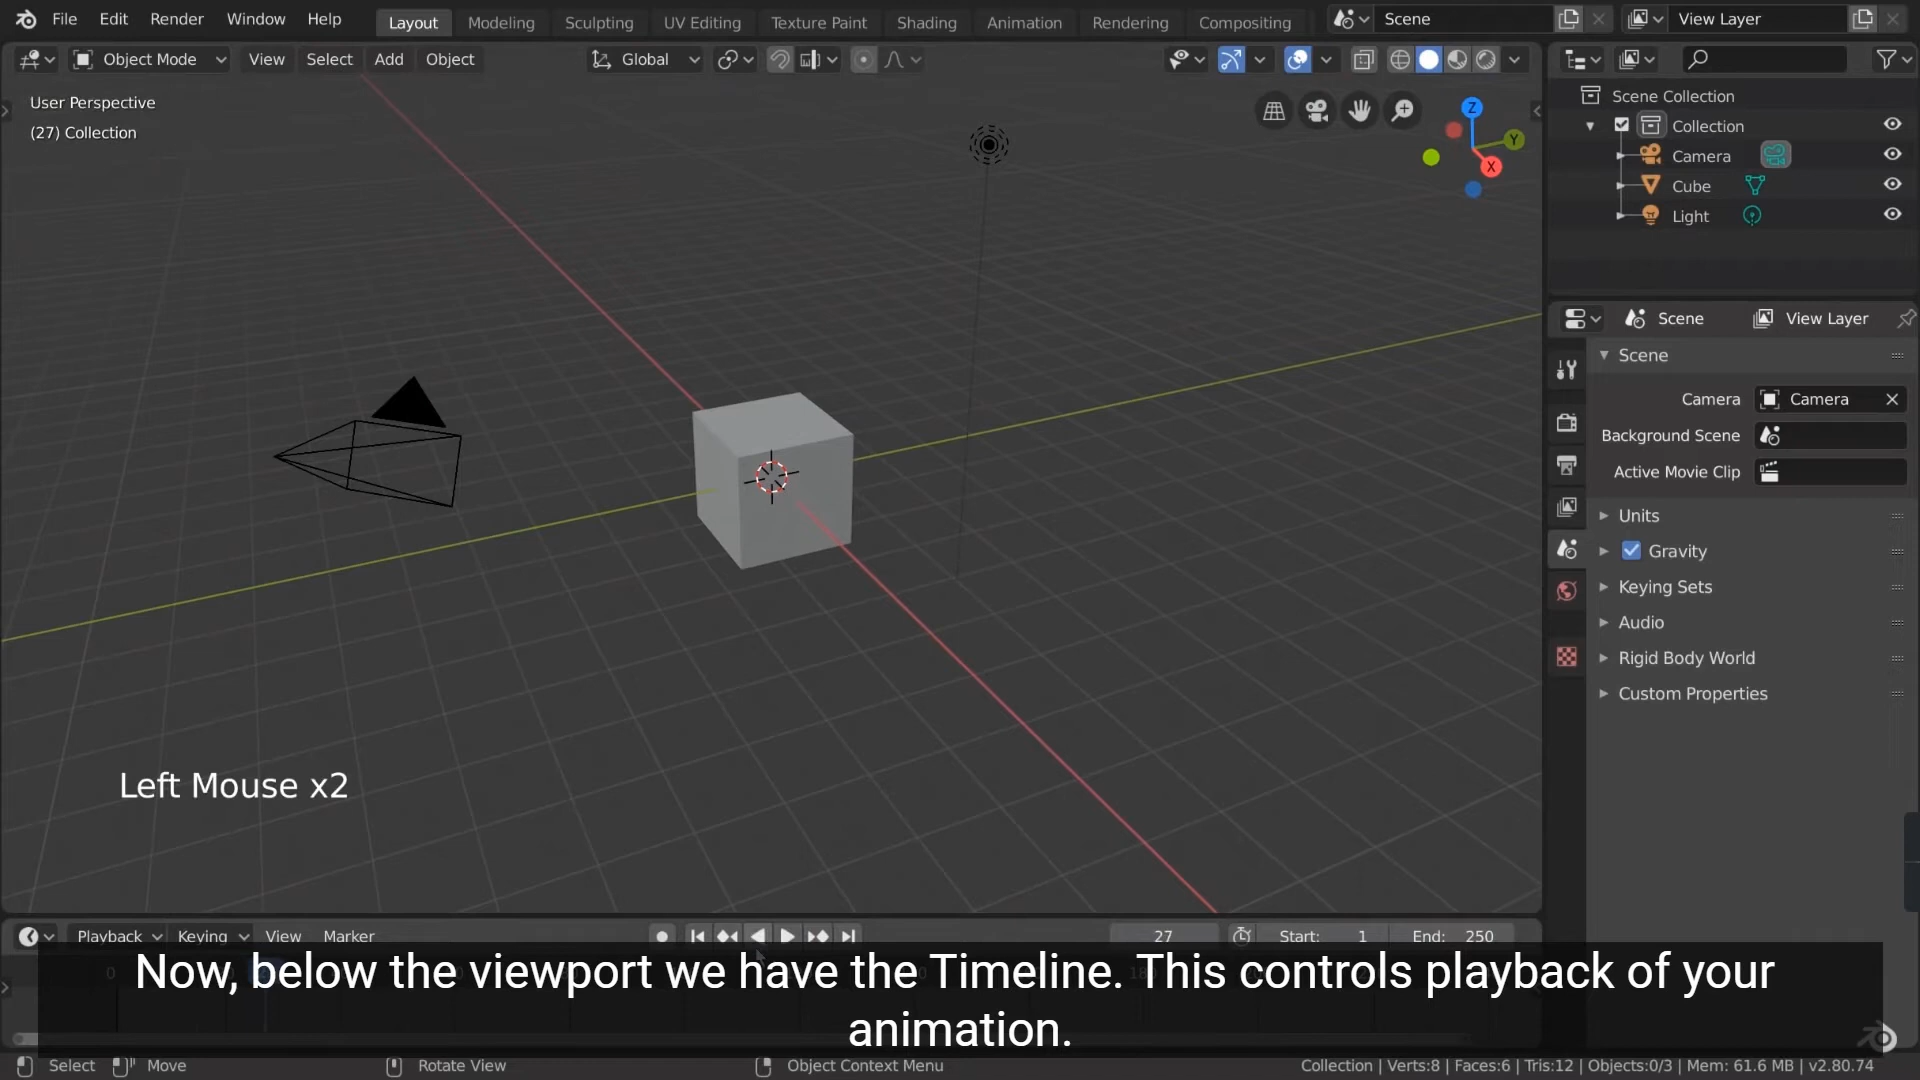 File Edit Render Window Help Layout Modeling Sculpting UV Editing Texture Paint Shading Animation Rendering Compositing Scene View Layer
Object Mode View Select Add Object Global
User Perspective
(27) Collection
Z
Y
X
Scene Collection
Collection
Camera
Cube
Light
Scene View Layer
Scene
Camera Camera
Background Scene
Active Movie Clip
Units
Gravity
Keying Sets
Audio
Rigid Body World
Custom Properties
Left Mouse x2
Playback Keying View Marker 27 Start: 1 End: 250
Now, below the viewport we have the Timeline. This controls playback of your
animation.
Select Move Rotate View Object Context Menu Collection | Verts:8 | Faces:6 | Tris:12 | Objects:0/3 | Mem: 61.6 MB | v2.80.74